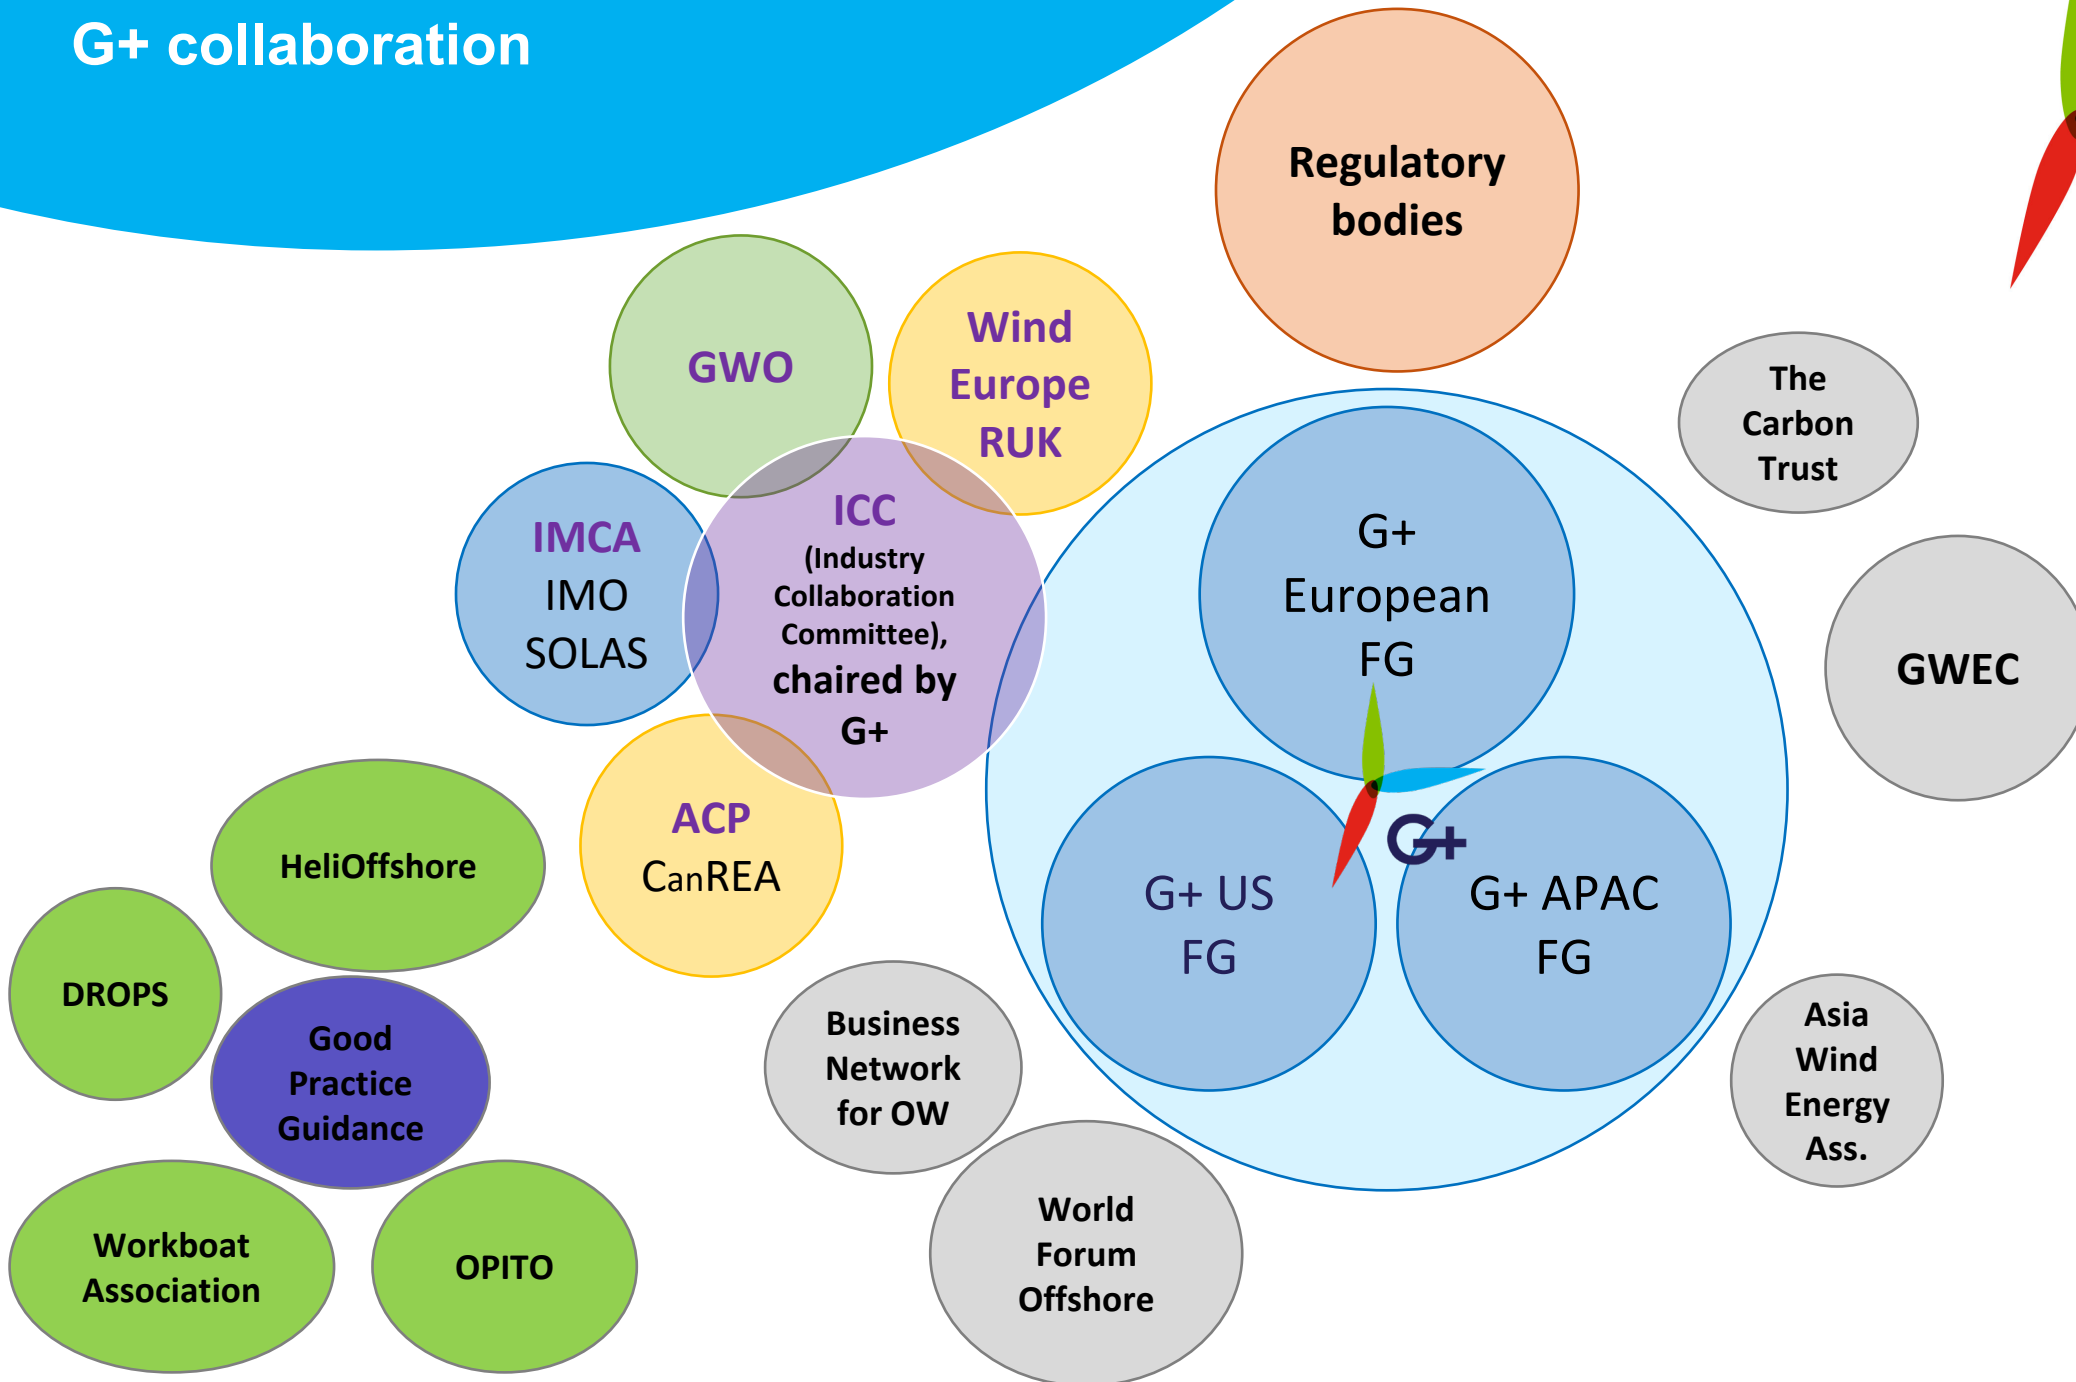 G+ collaboration
Regulatory
bodies
GWO
Wind
Europe
RUK
The
Carbon
Trust
IMCA
IMO
SOLAS
ICC
(Industry
Collaboration
Committee),
chaired by
G+
G+
European
FG
GWEC
ACP
CanREA
HeliOffshore
G+
G+ US
FG
G+ APAC
FG
DROPS
Good
Practice
Guidance
Business
Network
for OW
Asia
Wind
Energy
Ass.
Workboat
Association
OPITO
World
Forum
Offshore